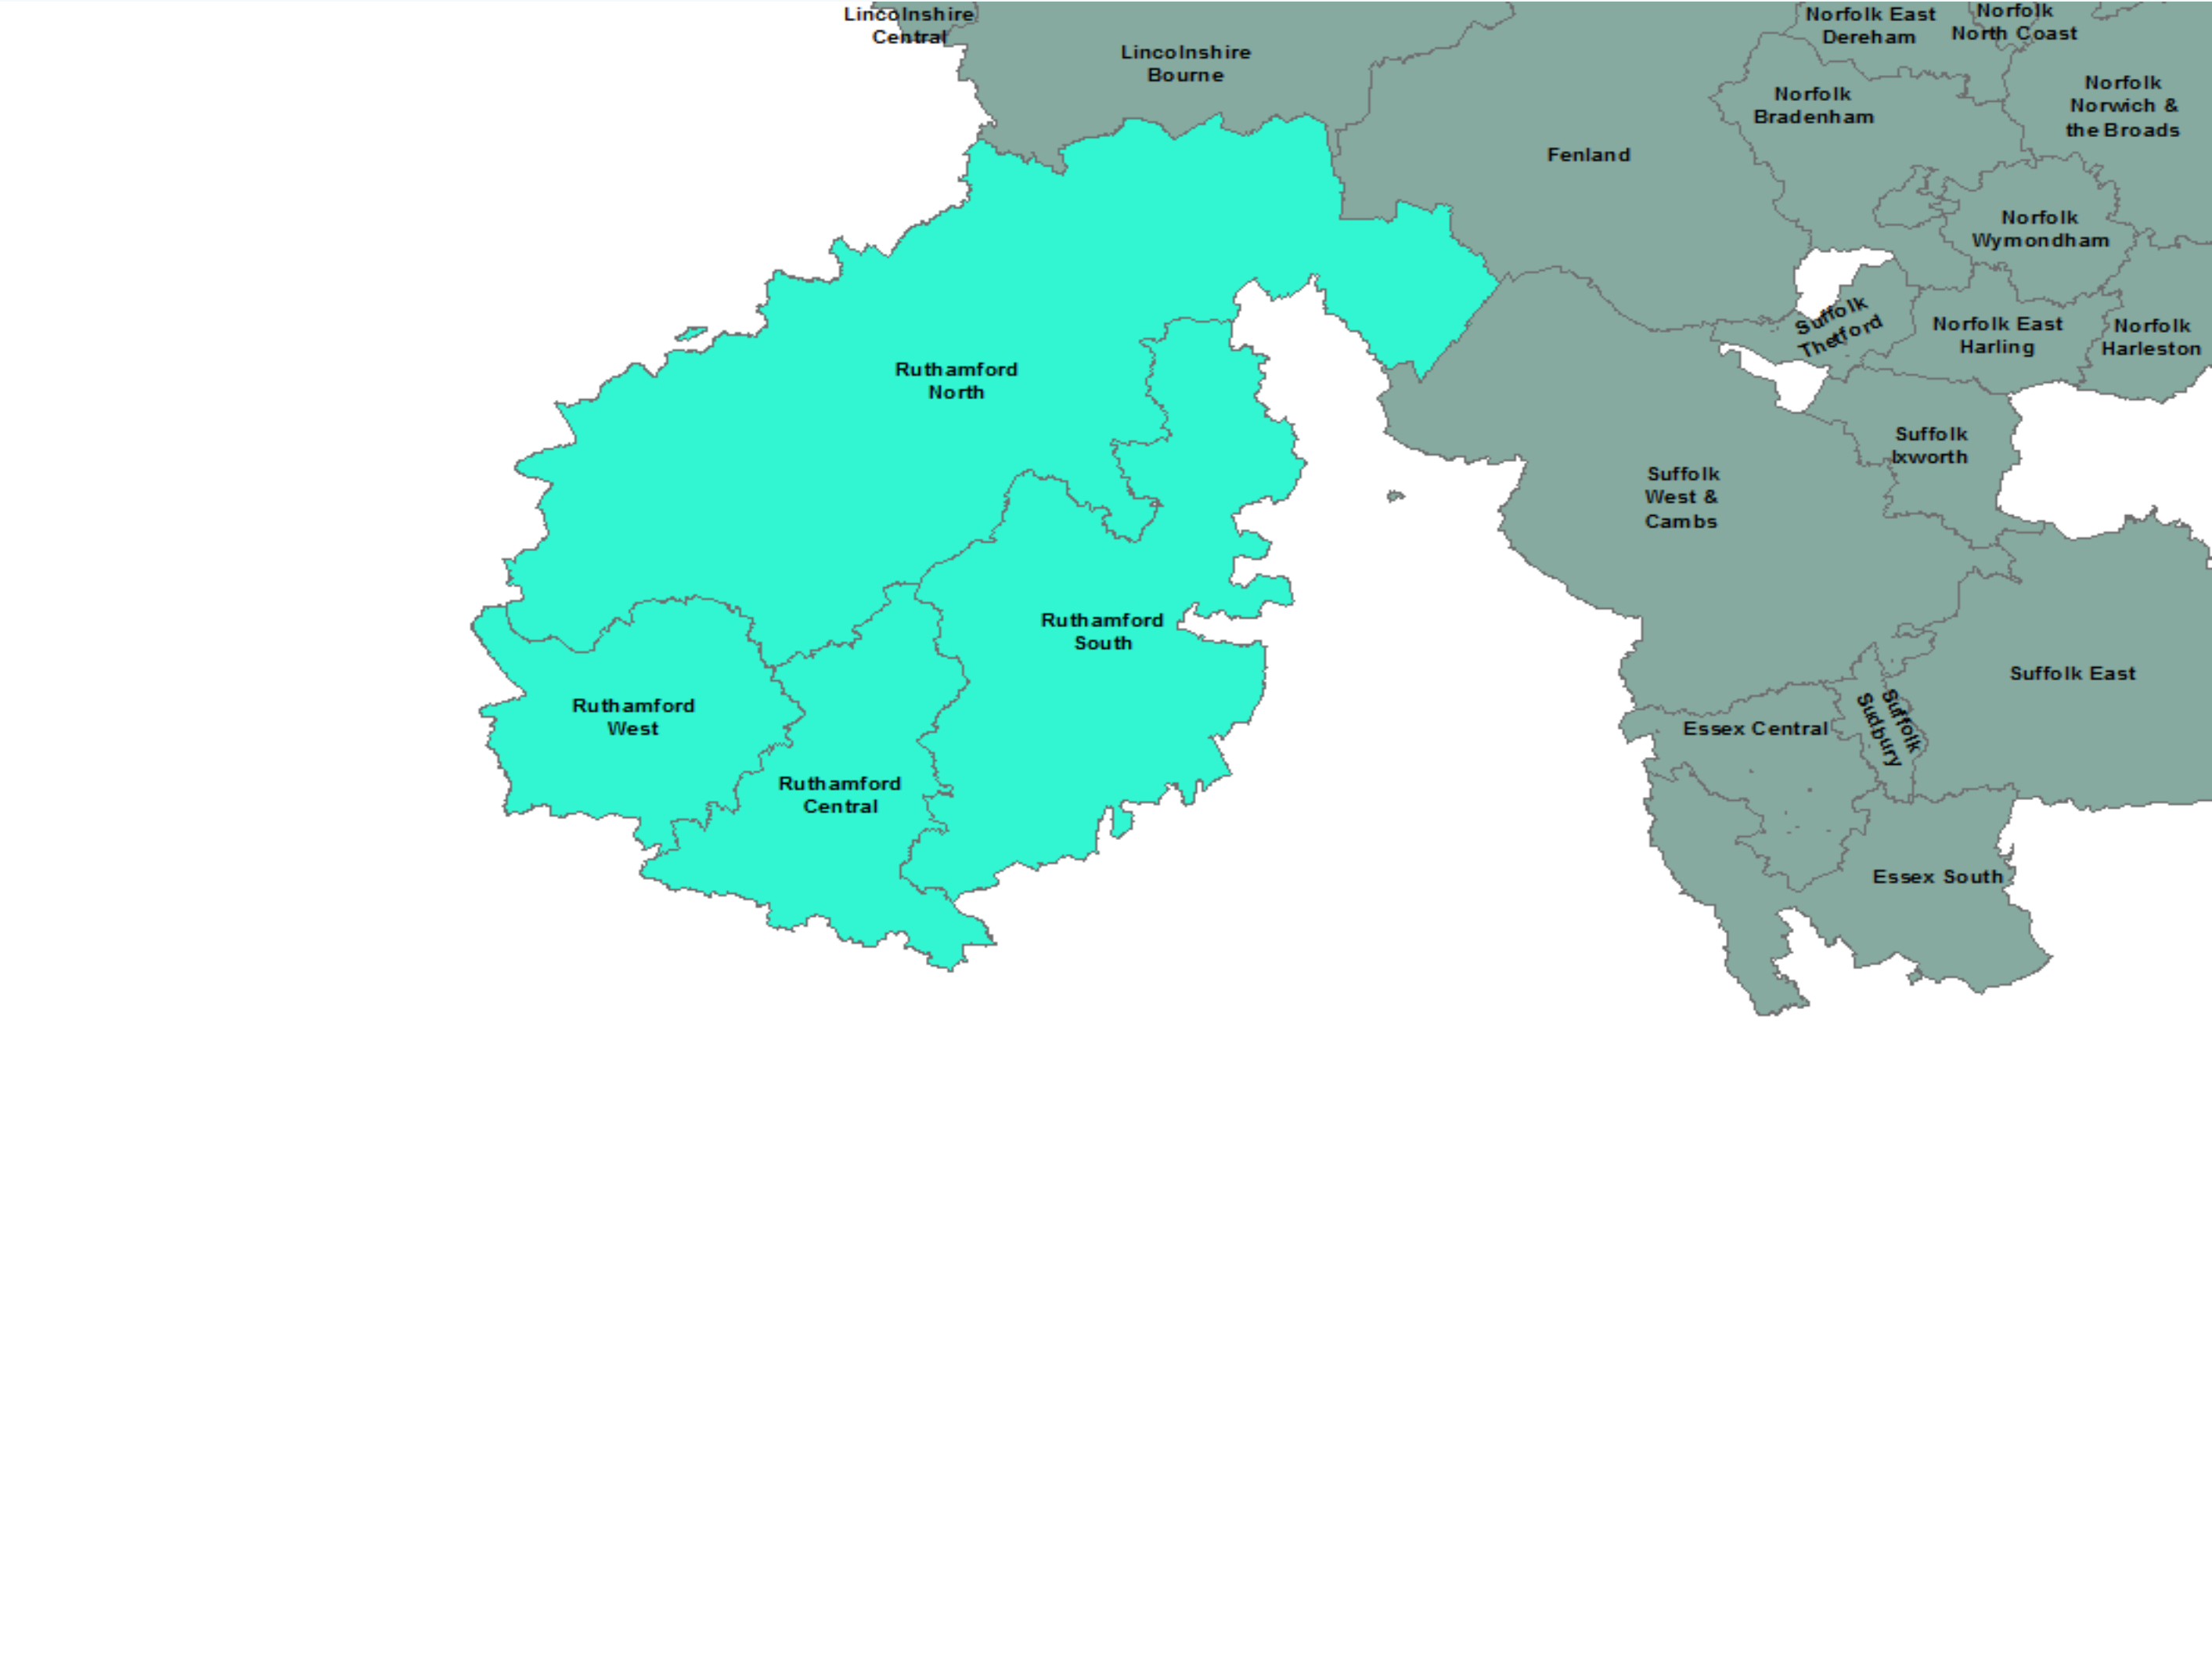 Lincolnshire
Central
Lincolnshire
Bourne
Norfolk East
Dereham
Norfolk
North Coast
Norfolk
Bradenham
Norfolk
Norwich &
the Broads
Fenland
Norfolk
Wymondham
Suffolk
Thetford
Norfolk East
Harling
Norfolk
Harleston
Ruthamford
North
Suffolk
Ixworth
Suffolk
West &
Cambs
Ruthamford
South
Suffolk East
Ruthamford
West
Essex Central
Suffolk
Sudbury
Ruthamford
Central
Essex South